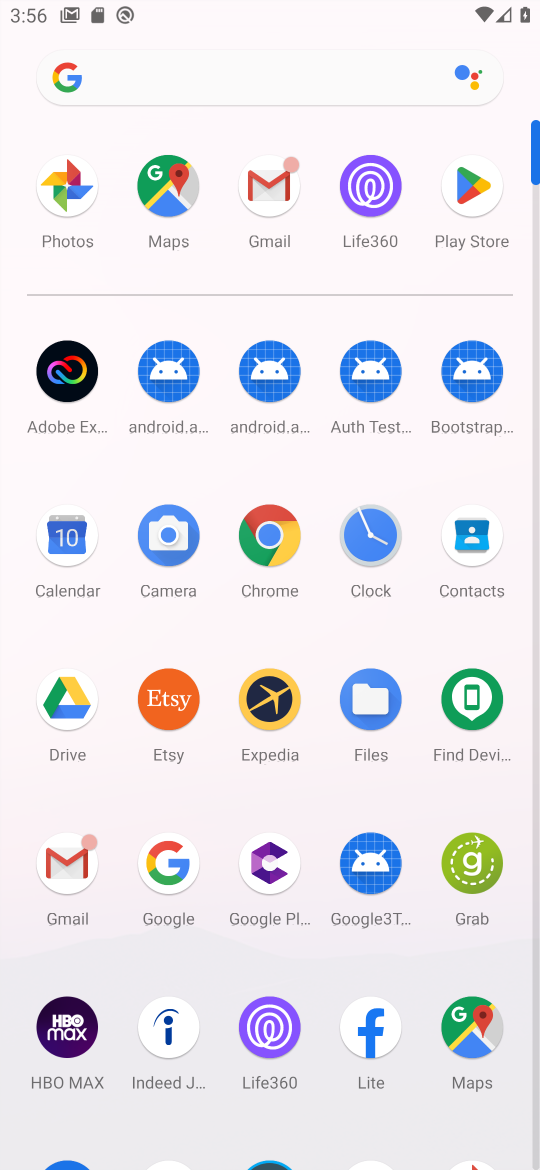 3:56
Photos Maps Gmail Life360 Play Store
Adobe Ex... android.a... android.a... Auth Test... Bootstrap...
10
Calendar Camera Chrome Clock Contacts
Etsy
Drive Etsy Expedia Files Find Devi...
Gmail Google Google Pl... Google3T... Grab
HBO max
HBO MAX Indeed J... Life360 Lite Maps